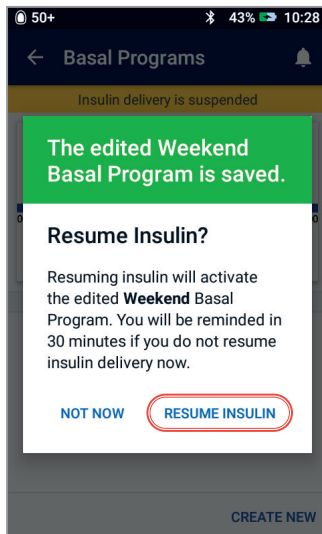 50+ 43% 10:28
Basal Programs
Insulin delivery is suspended
The edited Weekend
Basal Program is saved.
Resume Insulin?
Resuming insulin will activate
the edited Weekend Basal
Program. You will be reminded in
30 minutes if you do not resume
insulin delivery now.
NOT NOW RESUME INSULIN
CREATE NEW